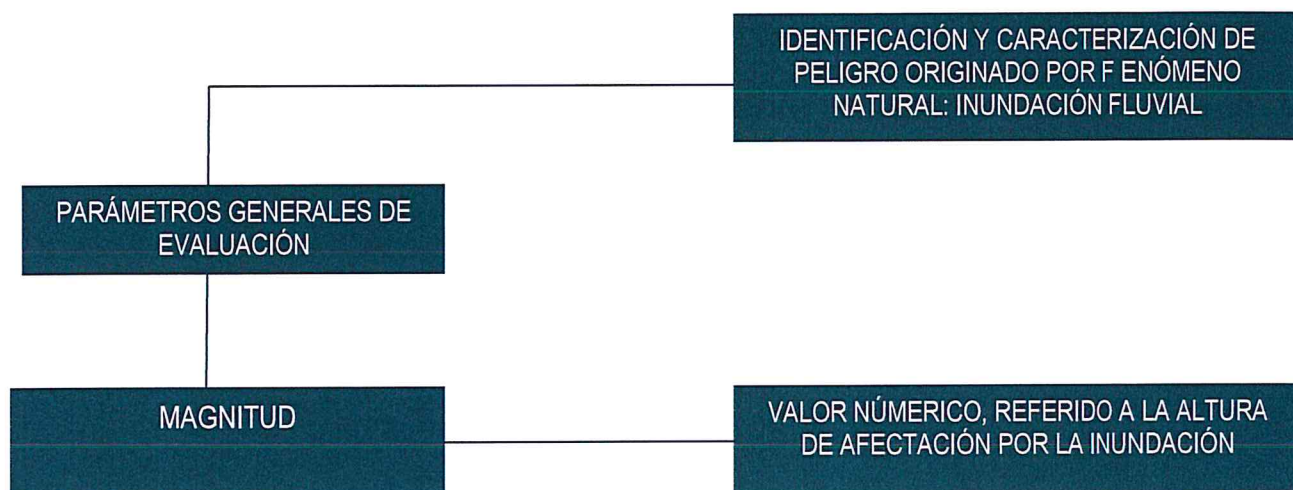 IDENTIFICACIÓN Y CARACTERIZACIÓN DE
PELIGRO ORIGINADO POR F ENÓMENO
NATURAL: INUNDACIÓN FLUVIAL
PARÁMETROS GENERALES DE
EVALUACIÓN
MAGNITUD
VALOR NÚMERICO, REFERIDO A LA ALTURA
DE AFECTACIÓN POR LA INUNDACIÓN